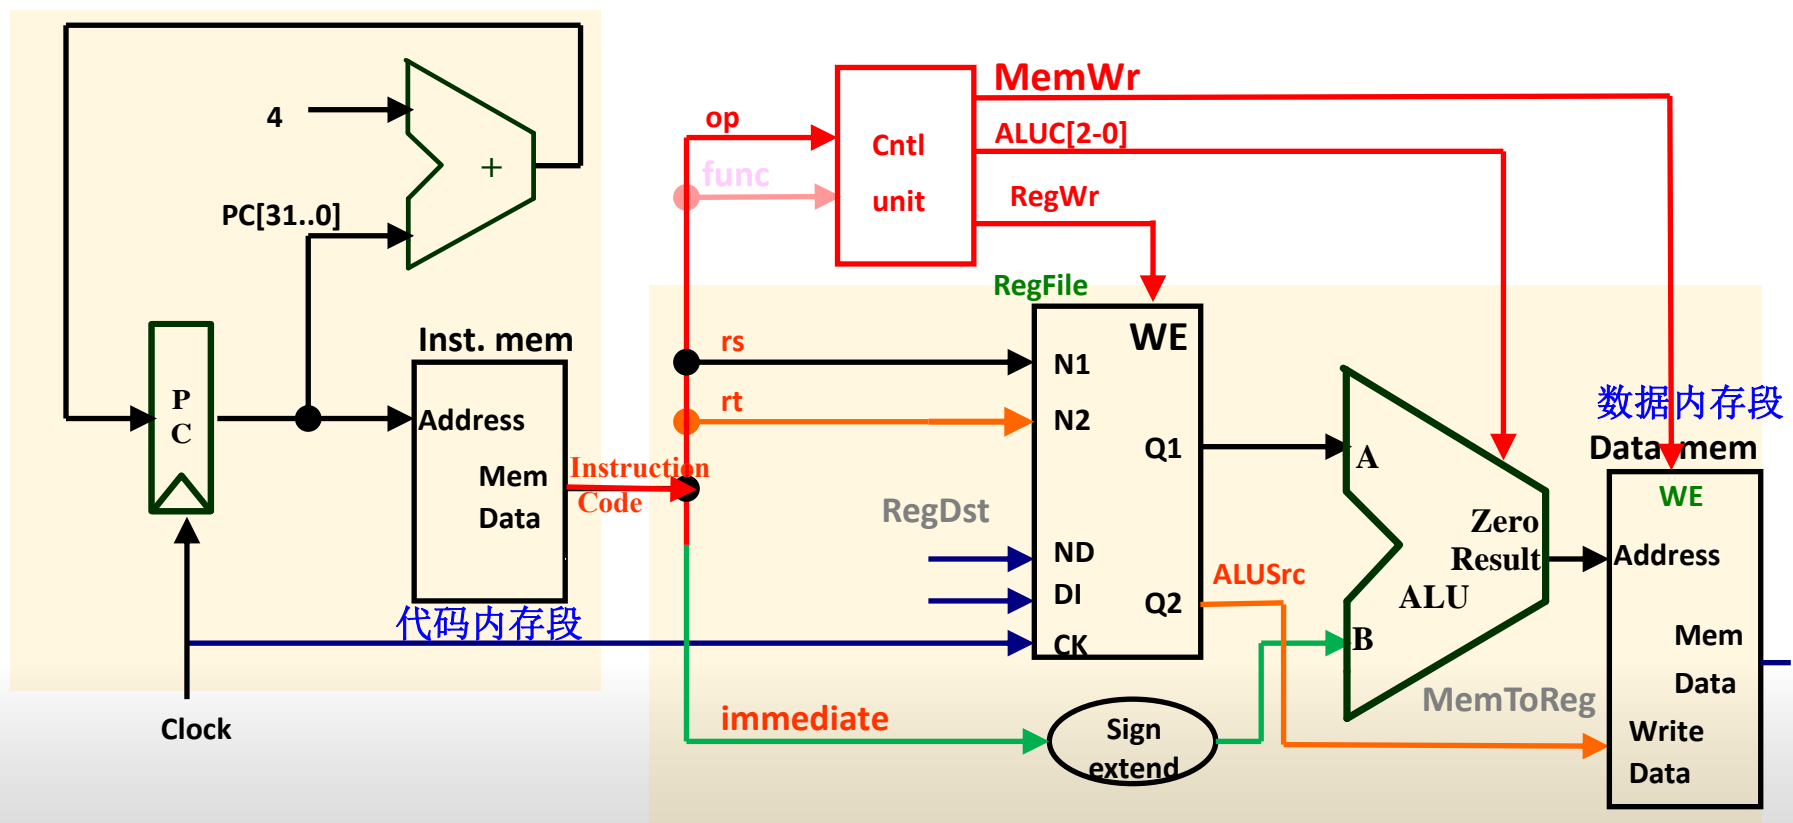 MemWr
4
op
ALUC[2-0]
Cntl
unit
+
func
RegWr
PC[31..0]
RegFile
Inst. mem
rs
WE
N1
P
C
rt
数据内存段
Address
N2
Data mem
Q1
A
Instruction
Code
Mem
Data
WE
RegDst
Zero
Result
ND
Address
ALUSrc
DI
Q2
ALU
代码内存段
CK
B
Mem
Data
MemToReg
immediate
Clock
Sign
extend
Write
Data